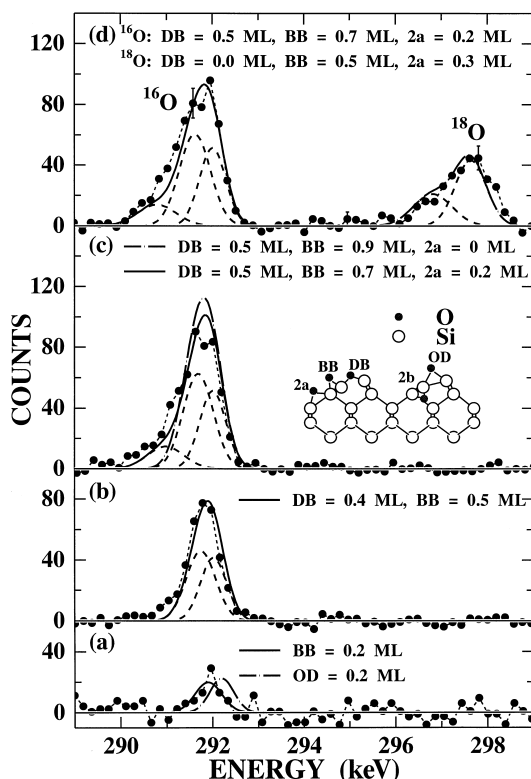 (d) ¹⁶O: DB = 0.5 ML, BB = 0.7 ML, 2a = 0.2 ML
¹⁸O: DB = 0.0 ML, BB = 0.5 ML, 2a = 0.3 ML
120
80
40
0
¹⁶O
¹⁸O
(c) DB = 0.5 ML, BB = 0.9 ML, 2a = 0 ML
DB = 0.5 ML, BB = 0.7 ML, 2a = 0.2 ML
120
80
40
0
O
Si
2a BB DB 2b OD
COUNTS
(b) DB = 0.4 ML, BB = 0.5 ML
80
40
0
(a) BB = 0.2 ML
OD = 0.2 ML
40
0
290 292 294 296 298
ENERGY (keV)